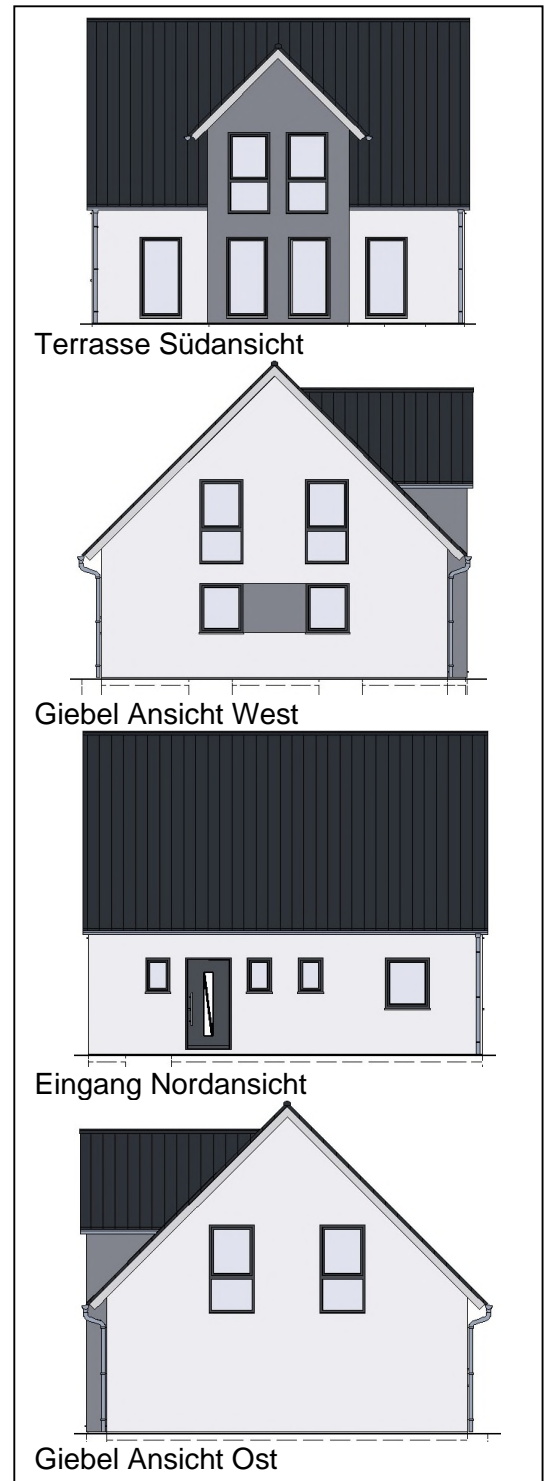 Terrasse Südansicht
Giebel Ansicht West
Eingang Nordansicht
Giebel Ansicht Ost